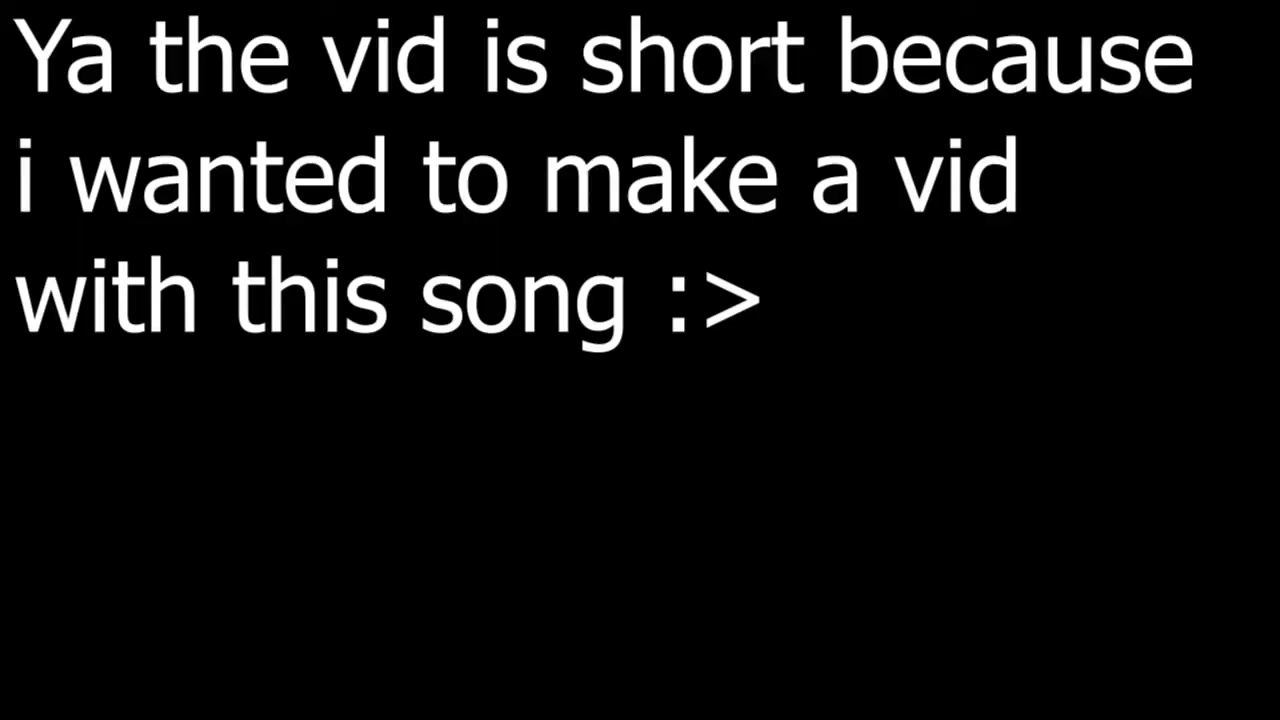 Ya the vid is short because
i wanted to make a vid
with this song :>